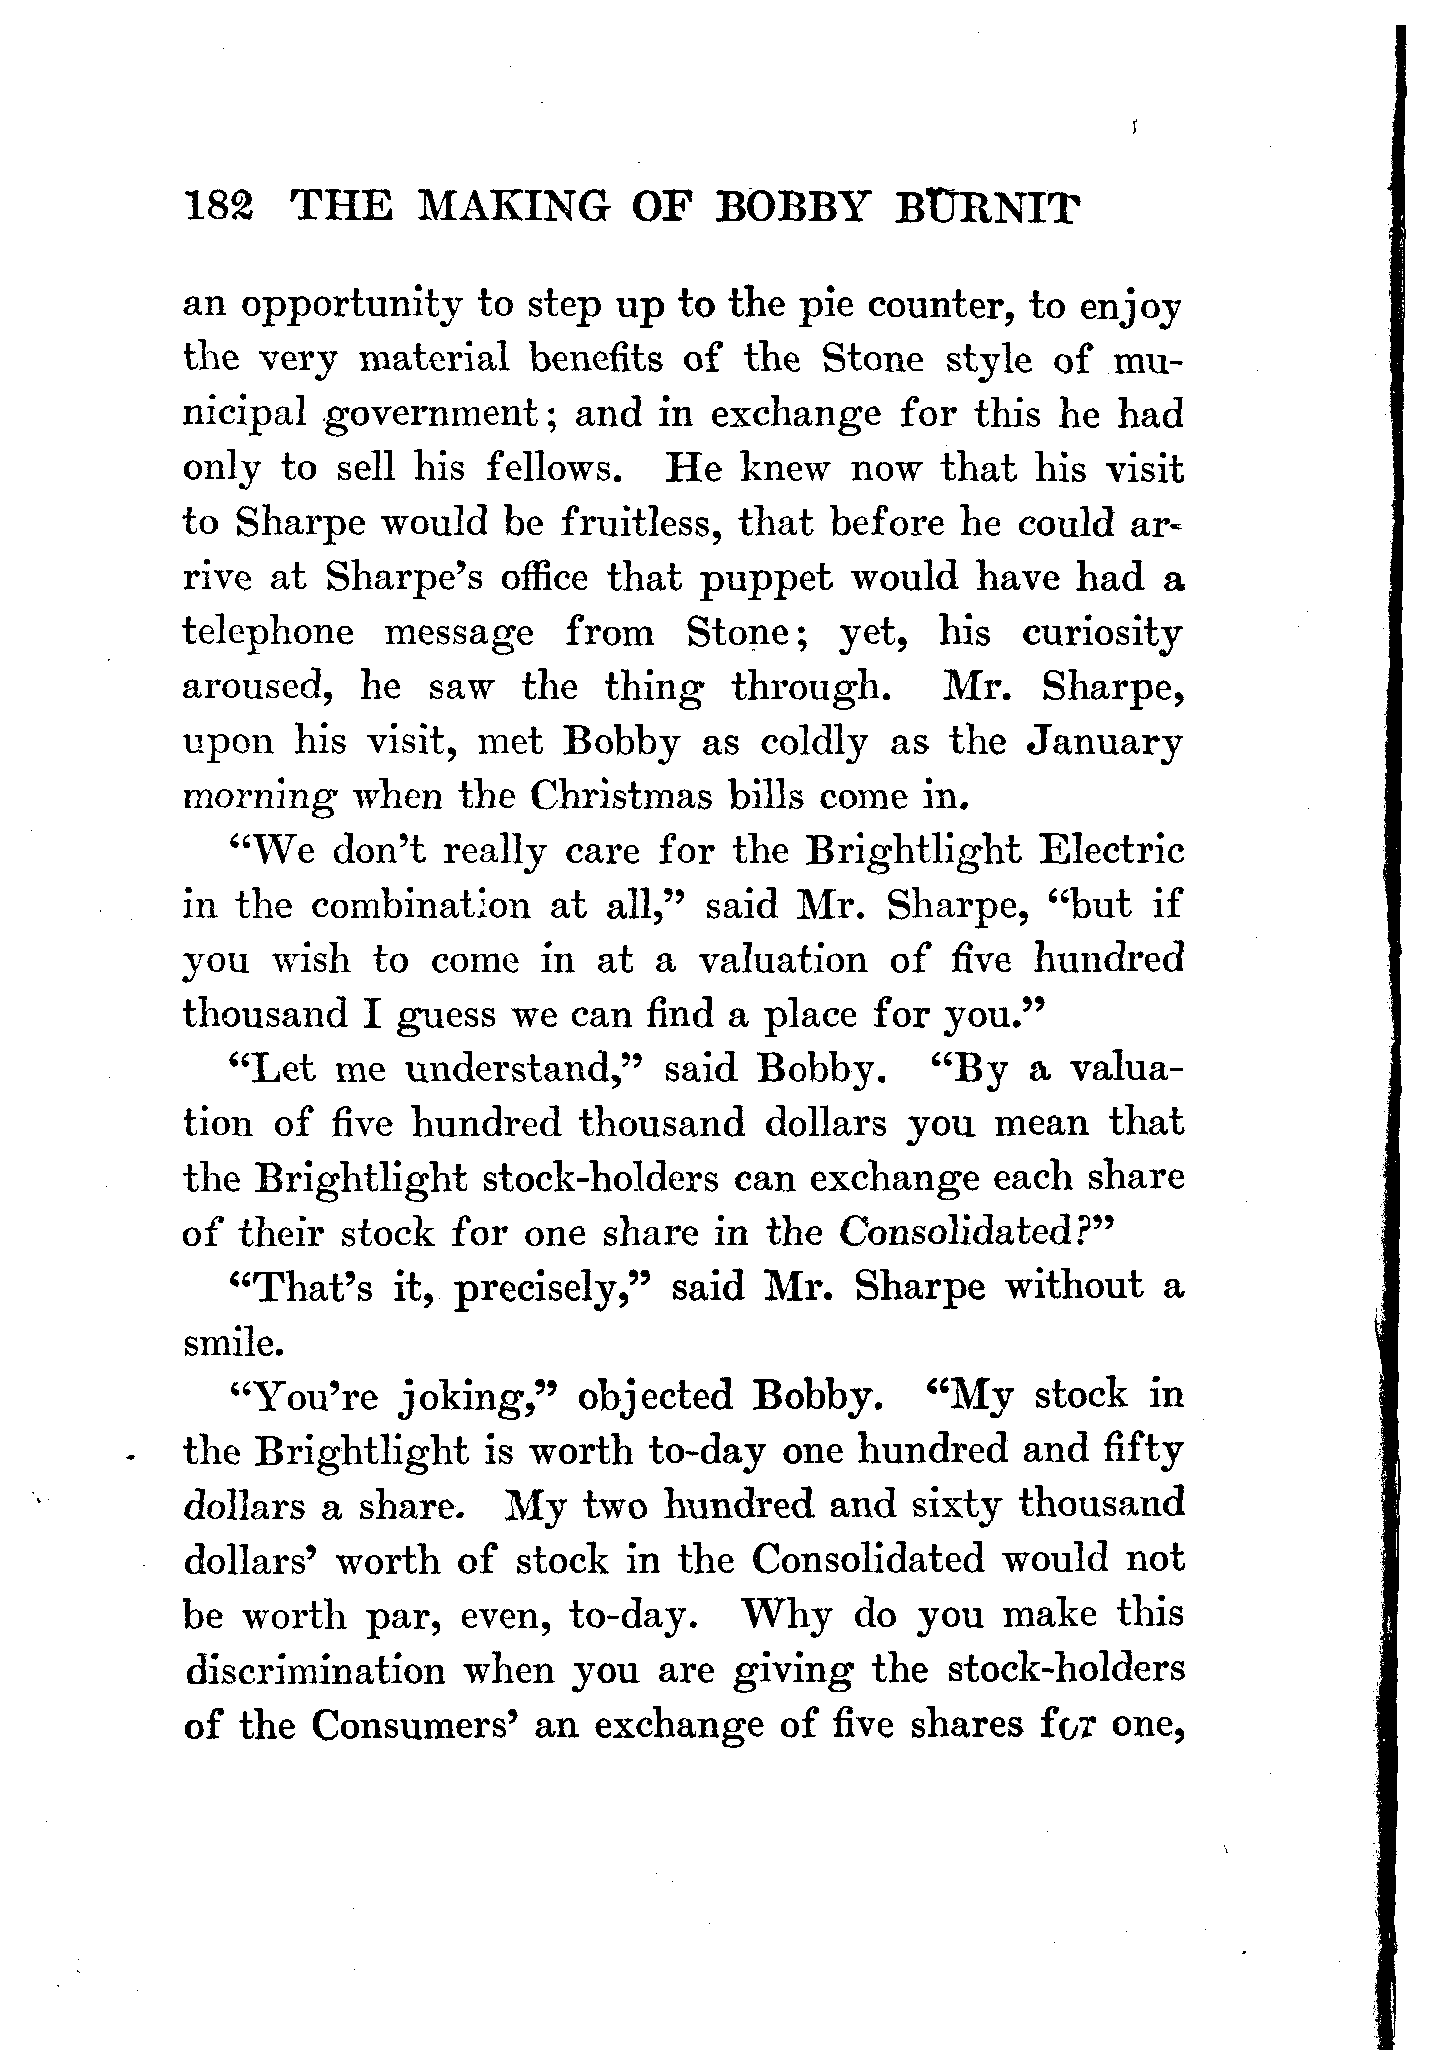 182 THE MAKING OF BOBBY BURNIT
an opportunity to step up to the pie counter, to enjoy
the very material benefits of the Stone style of mu-
nicipal government; and in exchange for this he had
only to sell his fellows. He knew now that his visit
to Sharpe would be fruitless, that before he could ar-
rive at Sharpe's office that puppet would have had a
telephone message from Stone; yet, his curiosity
aroused, he saw the thing through. Mr. Sharpe,
upon his visit, met Bobby as coldly as the January
morning when the Christmas bills come in.
"We don't really care for the Brightlight Electric
in the combination at all," said Mr. Sharpe, "but if
you wish to come in at a valuation of five hundred
thousand I guess we can find a place for you."
"Let me understand," said Bobby. "By a valua-
tion of five hundred thousand dollars you mean that
the Brightlight stock-holders can exchange each share
of their stock for one share in the Consolidated?"
"That's it, precisely," said Mr. Sharpe without a
smile.
"You're joking," objected Bobby. "My stock in
the Brightlight is worth to-day one hundred and fifty
dollars a share. My two hundred and sixty thousand
dollars' worth of stock in the Consolidated would not
be worth par, even, to-day. Why do you make this
discrimination when you are giving the stock-holders
of the Consumers' an exchange of five shares for one,